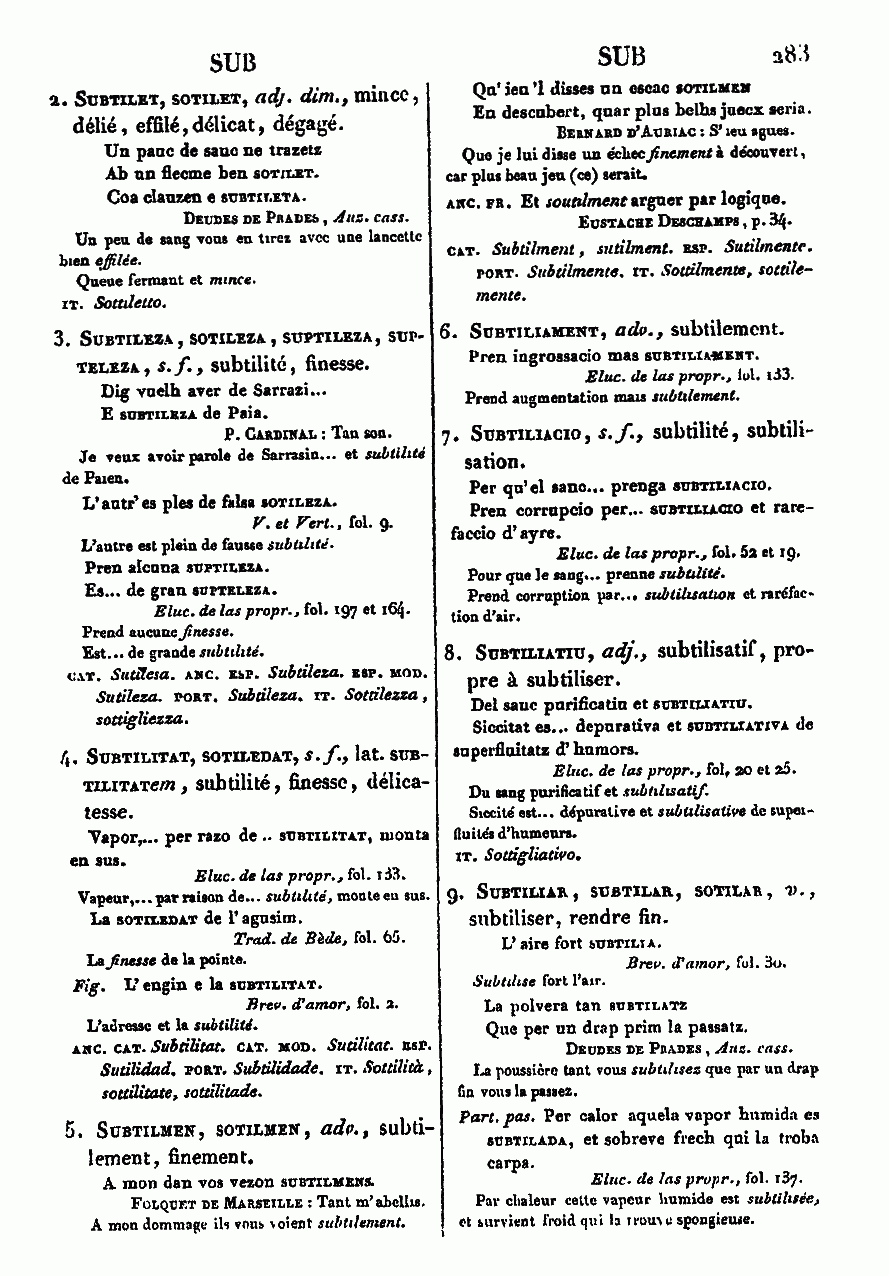 SUB
2. SUBTILET, SOTILET, adj. dim., mince,
délié, effilé, délicat, dégagé.
Un pauc de sauc ne trazetz
Ab un flecme ben SOTILET.
Coa clauzen e SUBTILETA.
DEUDES DE PRADES, Auz. cass.
Un peu de sang vous en tirez avec une lancette
bien effilée.
Queue fermant et mince.
IT. Sottiletto.
3. SUBTILEZA, SOTILEZA, SUPTILEZA, SUP-
TELEZA, s. f., subtilité, finesse.
Dig vuelh aver de Sarrazi...
E SUBTILEZA de Paia.
P. CARDINAL : Tan son.
Je veux avoir parole de Sarrasin... et subtilité
de Paien.
L'autr' es ples de falsa SOTILEZA.
V. et Vert., fol. 9.
L'autre est plein de fausse subtilité.
Pren alcuna SUPTILEZA.
Es... de gran SUPTELEZA.
Eluc. de las propr., fol. 197 et 164.
Prend aucune finesse.
Est... de grande subtilité.
CAT. Sutilesa. ANC. ESP. Subtileza. ESP. MOD.
Sutileza. PORT. Subtileza. IT. Sottilezza,
sottigliezza.
4. SUBTILITAT, SOTILEDAT, s. f., lat. SUB-
TILITATem, subtilité, finesse, délica-
tesse.
Vapor,... per razo de .. SUBTILITAT, monta
en sus.
Eluc. de las propr., fol. 133.
Vapeur,... par raison de... subtilité, monte en sus.
La SOTILEDAT de l'agusim.
Trad. de Bède, fol. 65.
La finesse de la pointe.
Fig. L'engin e la SUBTILITAT.
Brev. d'amor, fol. 2.
L'adresse et la subtilité.
ANC. CAT. Subtilitat. CAT. MOD. Sutilitat. ESP.
Sutilidad. PORT. Subtilidade. IT. Sottilità,
sottilitate, sottilitade.
5. SUBTILMEN, SOTILMEN, adv., subti-
lement, finement.
A mon dan vos vezon SUBTILMENS.
FOLQUET DE MARSEILLE : Tant m'abellis.
A mon dommage ils vous voient subtilement.
SUB 283
Qu'ieu'l disses un escac SOTILMEN
En descubert, quar plus belhs juecx seria.
BERNARD D'AURIAC : S'ieu agues.
Que je lui disse un échec finement à découvert,
car plus beau jeu (ce) serait.
ANC. FR. Et soutilment arguer par logique.
EUSTACHE DESCHAMPS, p. 34.
CAT. Subtilment, sutilment. ESP. Sutilmente.
PORT. Subtilmente. IT. Sottilmente, sottile-
mente.
6. SUBTILIAMENT, adv., subtilement.
Pren ingrossacio mas SUBTILIAMENT.
Eluc. de las propr., fol. 133.
Prend augmentation mais subtilement.
7. SUBTILIACIO, s. f., subtilité, subtili-
sation.
Per qu'el sanc... prenga SUBTILIACIO.
Pren corrupcio per... SUBTILIACIO et rare-
faccio d'ayre.
Eluc. de las propr., fol. 52 et 19.
Pour que le sang... prenne subtilité.
Prend corruption par... subtilisation et raréfac-
tion d'air.
8. SUBTILIATIU, adj., subtilisatif, pro-
pre à subtiliser.
Del sauc purificatiu et SUBTILIATIU.
Siccitat es... depurativa et SUBTILIATIVA de
superfluitatz d'humors.
Eluc. de las propr., fol, 20 et 25.
Du sang purificatif et subtilisatif.
Siccité est... dépurative et subtilisative de super-
fluités d'humeurs.
IT. Sottigliativo.
9. SUBTILIAR, SUBTILAR, SOTILAR, v.,
subtiliser, rendre fin.
L'aire fort SUBTILIA.
Brev. d'amor, fol. 30.
Subtilise fort l'air.
La polvera tan SUBTILATZ
Que per un drap prim la passatz.
DEUDES DE PRADES, Auz. cass.
La poussière tant vous subtilisez que par un drap
fin vous la passez.
Part. pas. Per calor aquela vapor humida es
SUBTILADA, et sobreve frech qui la troba
carpa.
Eluc. de las propr., fol. 137.
Par chaleur cette vapeur humide est subtilisée,
et survient froid qui la trouve spongieuse.